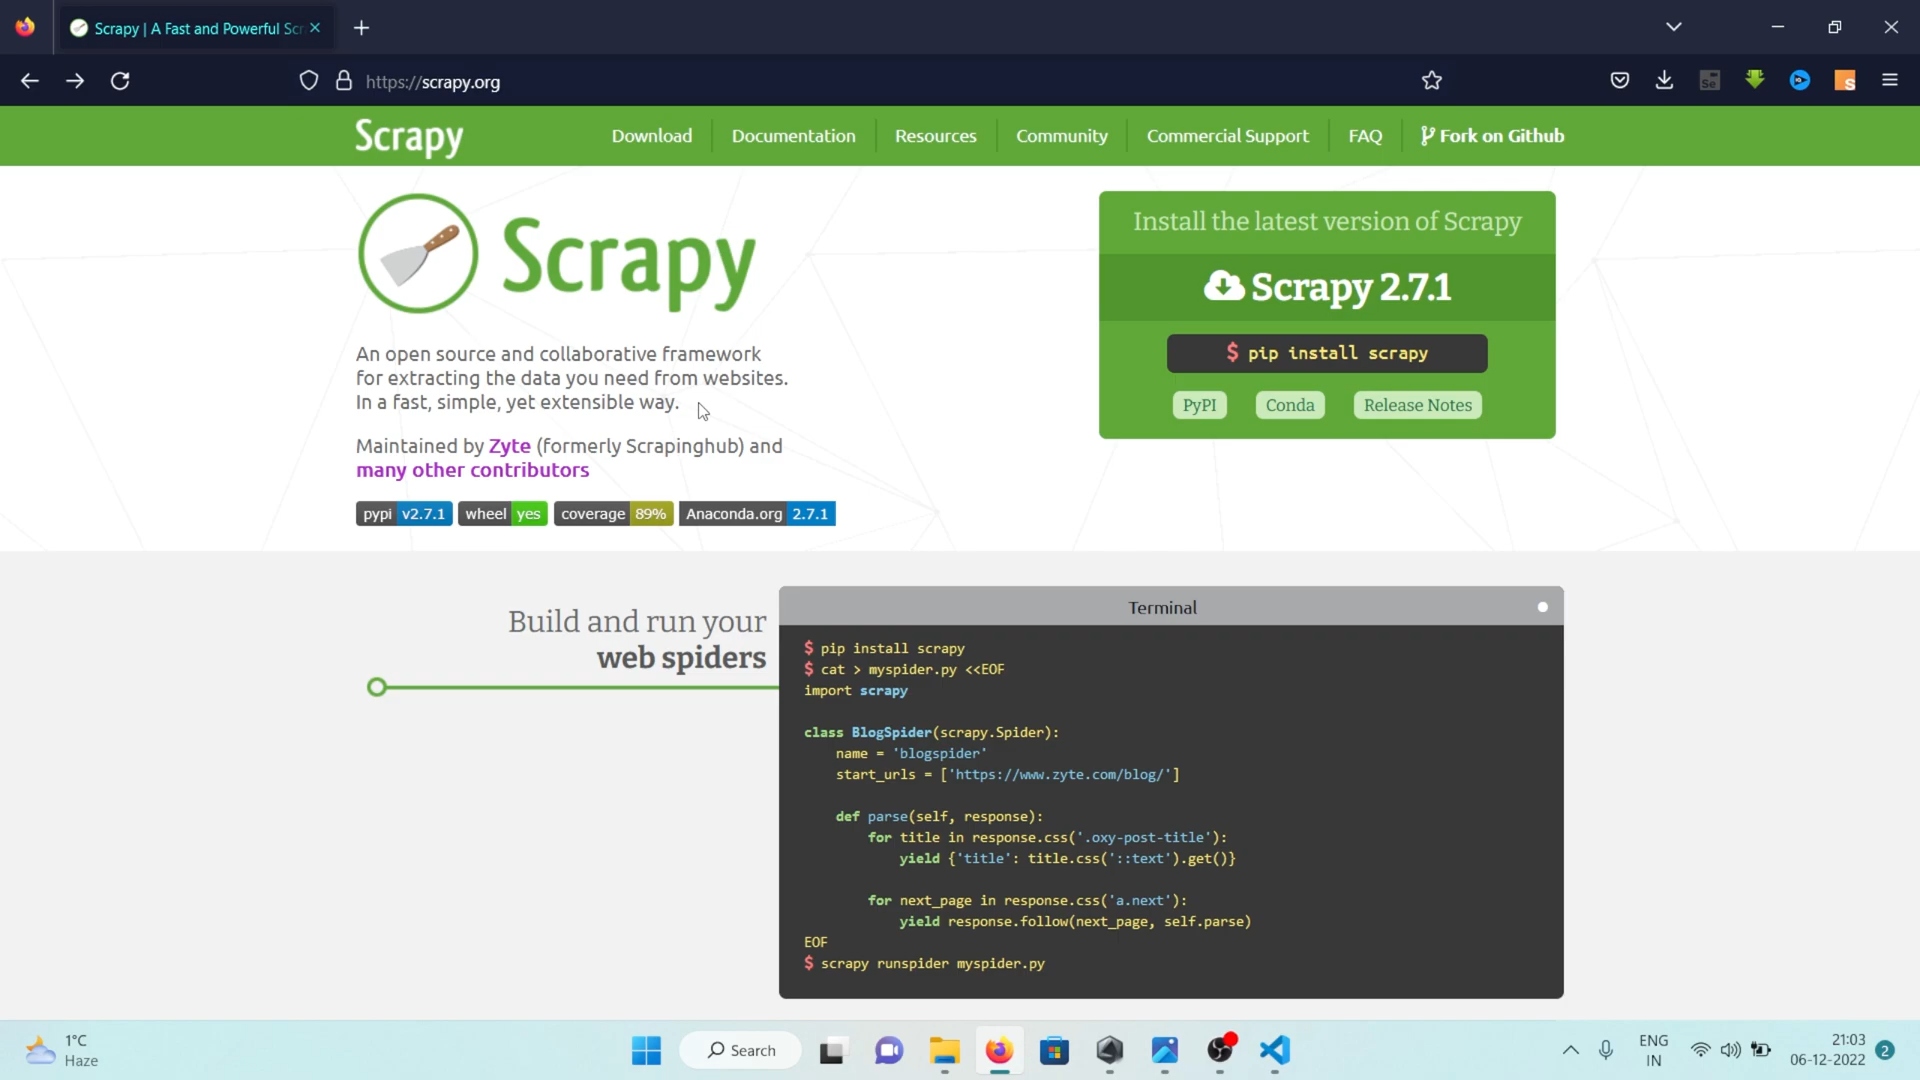 Scrapy | A Fast and Powerful Scr
https://scrapy.org
Scrapy
Download
Documentation
Resources
Community
Commercial Support
FAQ
Fork on Github
Scrapy
An open source and collaborative framework
for extracting the data you need from websites.
In a fast, simple, yet extensible way.
Maintained by Zyte (formerly Scrapinghub) and
many other contributors
pypi v2.7.1 wheel yes coverage 89% Anaconda.org 2.7.1
Install the latest version of Scrapy
Scrapy 2.7.1
$ pip install scrapy
PyPI
Conda
Release Notes
Build and run your
web spiders
Terminal
$ pip install scrapy
$ cat > myspider.py <<EOF
import scrapy
class BlogSpider(scrapy.Spider):
name = 'blogspider'
start_urls = ['https://www.zyte.com/blog/']
def parse(self, response):
for title in response.css('.oxy-post-title'):
yield {'title': title.css('::text').get()}
for next_page in response.css('a.next'):
yield response.follow(next_page, self.parse)
EOF
$ scrapy runspider myspider.py
1°C
Haze
Search
ENG
IN
21:03
06-12-2022
2